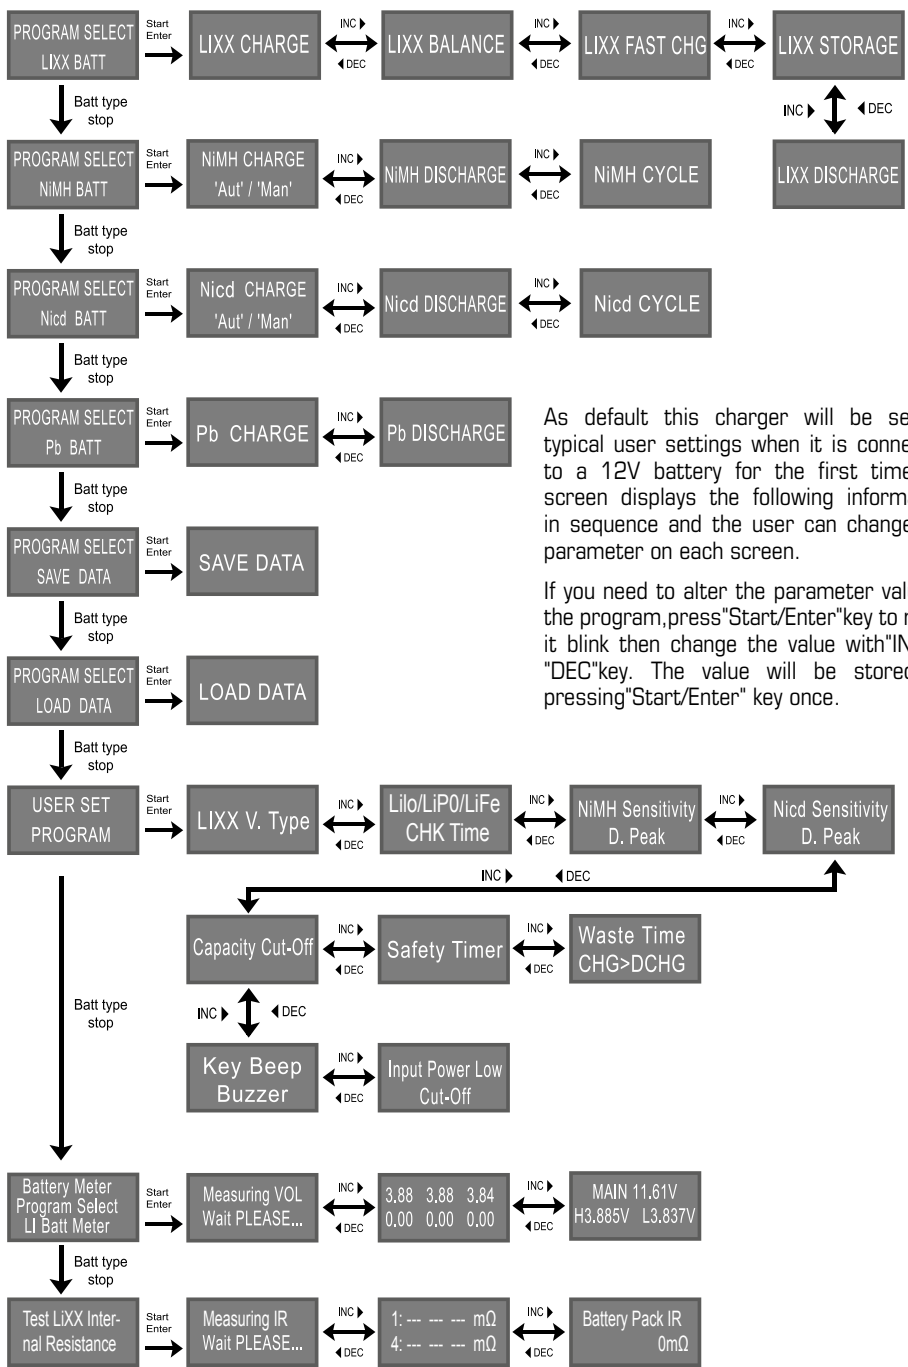 PROGRAM SELECT
LIXX BATT
Start
Enter
LIXX CHARGE
INC
DEC
LIXX BALANCE
INC
DEC
LIXX FAST CHG
INC
DEC
LIXX STORAGE
Batt type
stop
INC
DEC
PROGRAM SELECT
NiMH BATT
Start
Enter
NiMH CHARGE
'Aut' / 'Man'
INC
DEC
NiMH DISCHARGE
INC
DEC
NiMH CYCLE
LIXX DISCHARGE
Batt type
stop
PROGRAM SELECT
Nicd BATT
Start
Enter
Nicd CHARGE
'Aut' / 'Man'
INC
DEC
Nicd DISCHARGE
INC
DEC
Nicd CYCLE
Batt type
stop
PROGRAM SELECT
Pb BATT
Start
Enter
Pb CHARGE
INC
DEC
Pb DISCHARGE
Batt type
stop
PROGRAM SELECT
SAVE DATA
Start
Enter
SAVE DATA
Batt type
stop
PROGRAM SELECT
LOAD DATA
Start
Enter
LOAD DATA
Batt type
stop
As default this charger will be se
typical user settings when it is conne
to a 12V battery for the first time
screen displays the following inform
in sequence and the user can change
parameter on each screen.
If you need to alter the parameter val
the program,press"Start/Enter"key to
it blink then change the value with"IN
"DEC"key. The value will be stored
pressing"Start/Enter" key once.
USER SET
PROGRAM
Start
Enter
LIXX V. Type
INC
DEC
LiIo/LiP0/LiFe
CHK Time
INC
DEC
NiMH Sensitivity
D. Peak
INC
DEC
Nicd Sensitivity
D. Peak
INC
DEC
Capacity Cut-Off
INC
DEC
Safety Timer
INC
DEC
Waste Time
CHG>DCHG
Batt type
stop
INC
DEC
Key Beep
Buzzer
INC
DEC
Input Power Low
Cut-Off
Battery Meter
Program Select
LI Batt Meter
Start
Enter
Measuring VOL
Wait PLEASE...
INC
DEC
3.88 3.88 3.84
0.00 0.00 0.00
INC
DEC
MAIN 11.61V
H3.885V L3.837V
Batt type
stop
Test LiXX Inter-
nal Resistance
Start
Enter
Measuring IR
Wait PLEASE...
INC
DEC
1: --- --- --- mΩ
4: --- --- --- mΩ
INC
DEC
Battery Pack IR
0mΩ